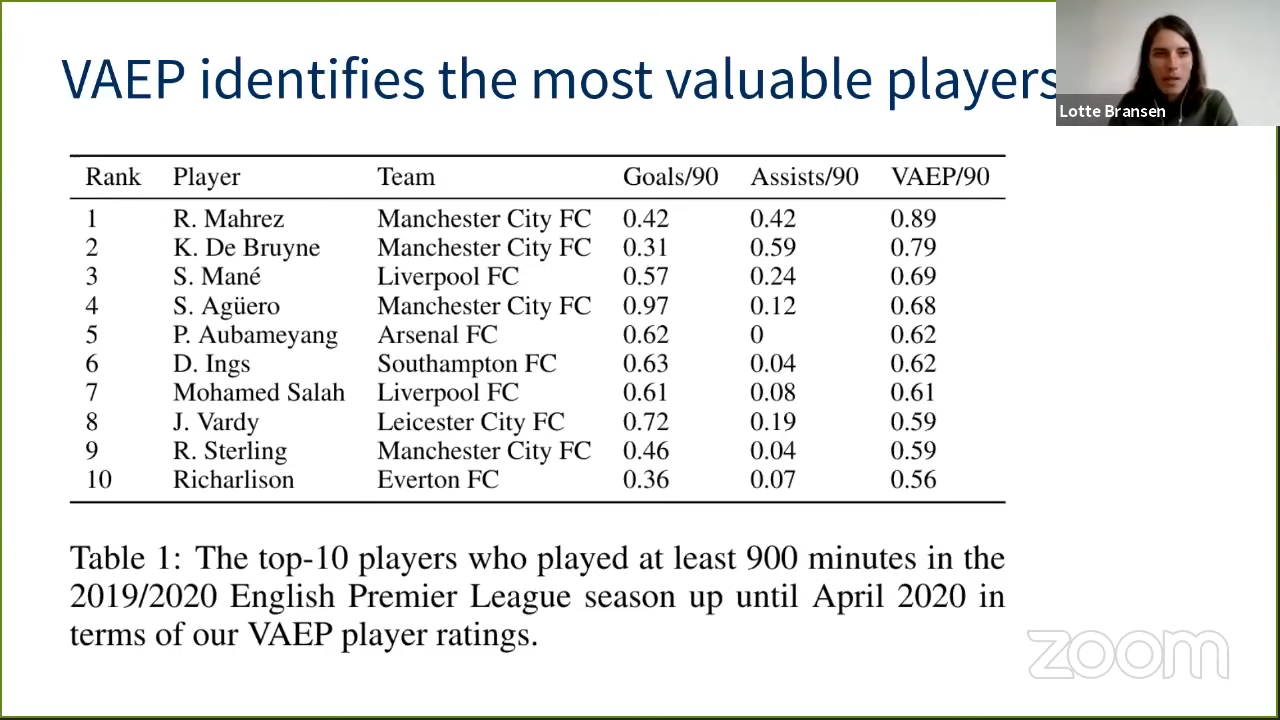 VAEP identifies the most valuable players
Lotte Bransen
Rank Player Team Goals/90 Assists/90 VAEP/90
1 R. Mahrez Manchester City FC 0.42 0.42 0.89
2 K. De Bruyne Manchester City FC 0.31 0.59 0.79
3 S. Mané Liverpool FC 0.57 0.24 0.69
4 S. Agüero Manchester City FC 0.97 0.12 0.68
5 P. Aubameyang Arsenal FC 0.62 0 0.62
6 D. Ings Southampton FC 0.63 0.04 0.62
7 Mohamed Salah Liverpool FC 0.61 0.08 0.61
8 J. Vardy Leicester City FC 0.72 0.19 0.59
9 R. Sterling Manchester City FC 0.46 0.04 0.59
10 Richarlison Everton FC 0.36 0.07 0.56
Table 1: The top-10 players who played at least 900 minutes in the
2019/2020 English Premier League season up until April 2020 in
terms of our VAEP player ratings.
zoom